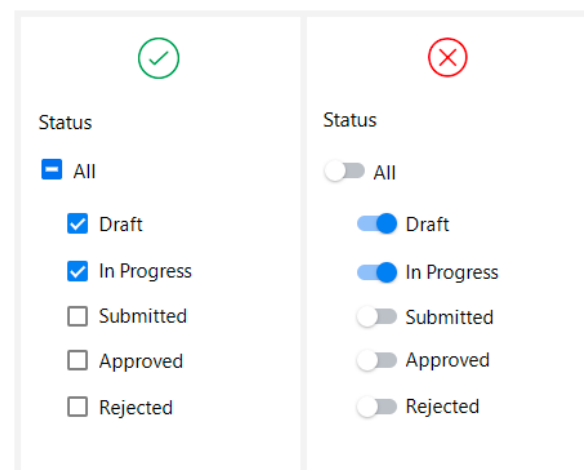 Status
All
Draft
In Progress
Submitted
Approved
Rejected
Status
All
Draft
In Progress
Submitted
Approved
Rejected